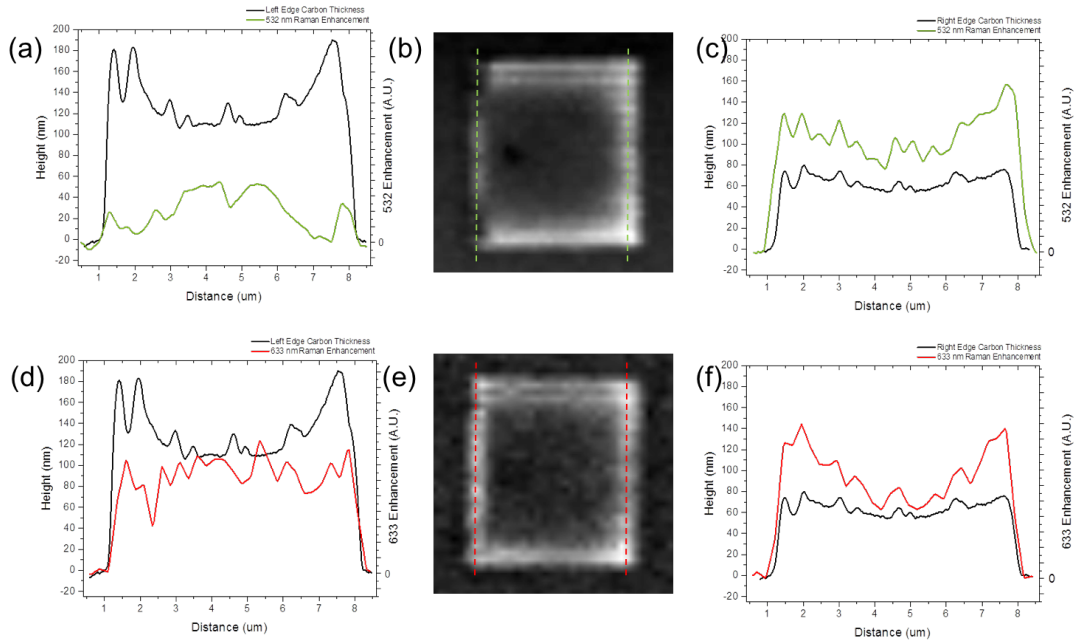 (a)
Left Edge Carbon Thickness
532 nm Raman Enhancement
200
180
160
140
120
100
80
60
40
20
0
-20
Height (nm)
0
532 Enhancement (A.U.)
1 2 3 4 5 6 7 8
Distance (um)
(b)
(c)
Right Edge Carbon Thickness
532 nm Raman Enhancement
200
180
160
140
120
100
80
60
40
20
0
-20
Height (nm)
0
532 Enhancement (A.U.)
1 2 3 4 5 6 7 8
Distance (um)
(d)
Left Edge Carbon Thickness
633 nm Raman Enhancement
200
180
160
140
120
100
80
60
40
20
0
-20
Height (nm)
0
633 Enhancement (A.U.)
1 2 3 4 5 6 7 8
Distance (um)
(e)
(f)
Right Edge Carbon Thickness
633 nm Raman Enhancement
200
180
160
140
120
100
80
60
40
20
0
-20
Height (nm)
0
633 Enhancement (A.U.)
1 2 3 4 5 6 7 8
Distance (um)